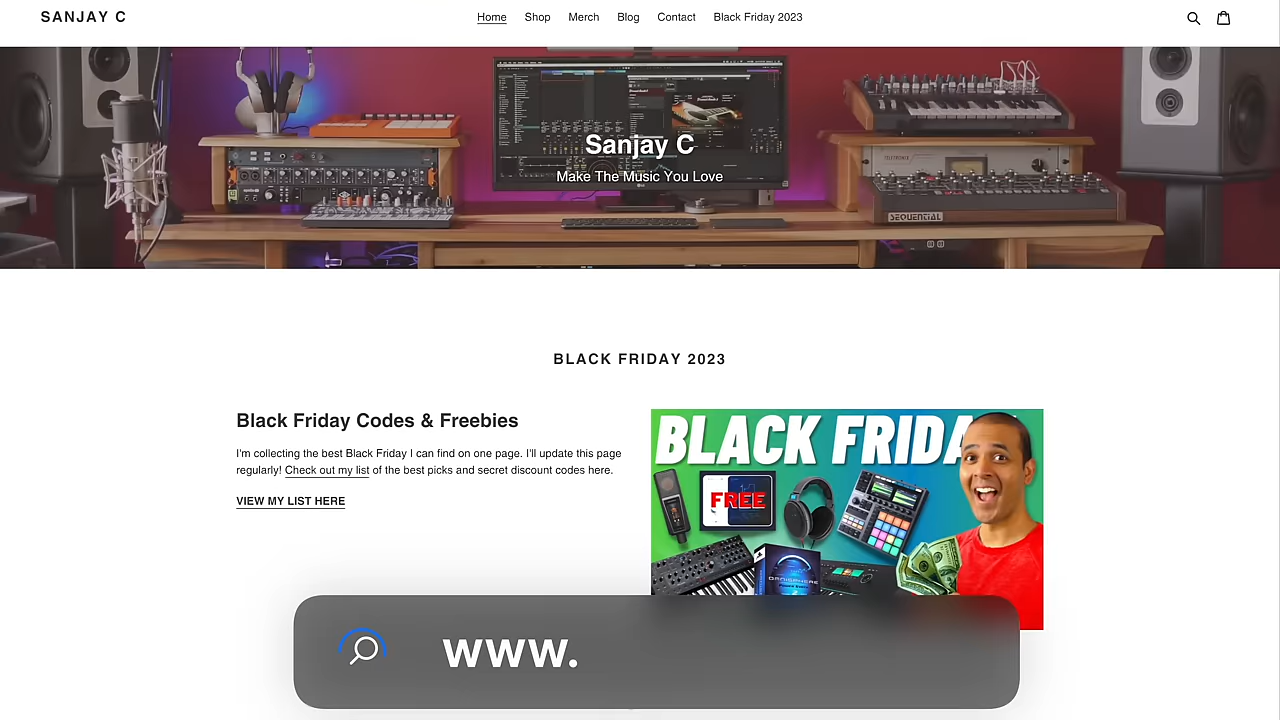 SANJAY C
Home Shop Merch Blog Contact Black Friday 2023
Sanjay C
Make The Music You Love
TELETRONIX
SEQUENTIAL
BLACK FRIDAY 2023
Black Friday Codes & Freebies
I'm collecting the best Black Friday I can find on one page. I'll update this page
regularly! Check out my list of the best picks and secret discount codes here.
VIEW MY LIST HERE
BLACK FRIDA
FREE
OMNISPHERE
www.